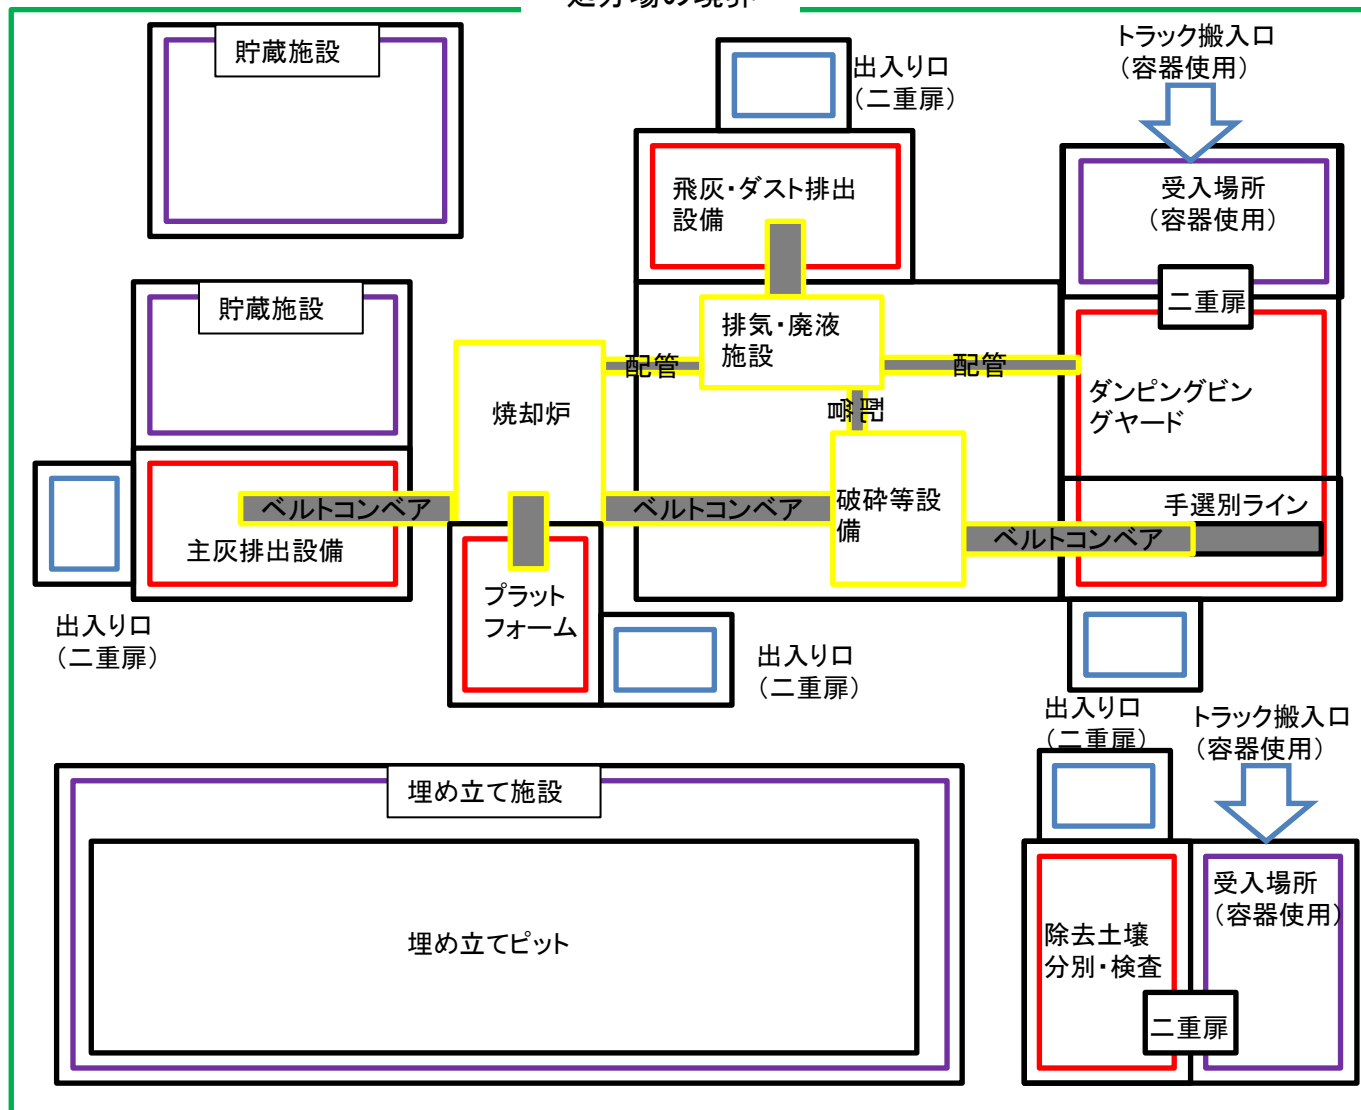 処分場の境界
貯蔵施設
出入り口
（二重扉）
トラック搬入口
（容器使用）
飛灰・ダスト排出
設備
受入場所
（容器使用）
貯蔵施設
二重扉
排気・廃液
施設
配管
配管
配管
焼却炉
ダンピングビン
グヤード
ベルトコンベア
ベルトコンベア
破砕等設
備
手選別ライン
ベルトコンベア
主灰排出設備
プラット
フォーム
出入り口
（二重扉）
出入り口
（二重扉）
出入り口
（二重扉）
トラック搬入口
（容器使用）
埋め立て施設
埋め立てピット
受入場所
（容器使用）
除去土壌
分別・検査
二重扉